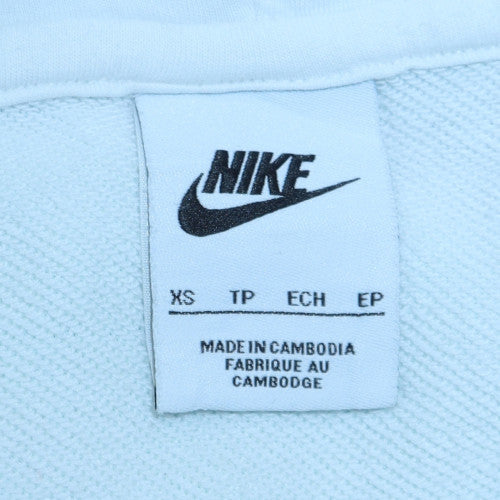 NIKE
XS TP ECH EP
MADE IN CAMBODIA
FABRIQUE AU
CAMBODGE